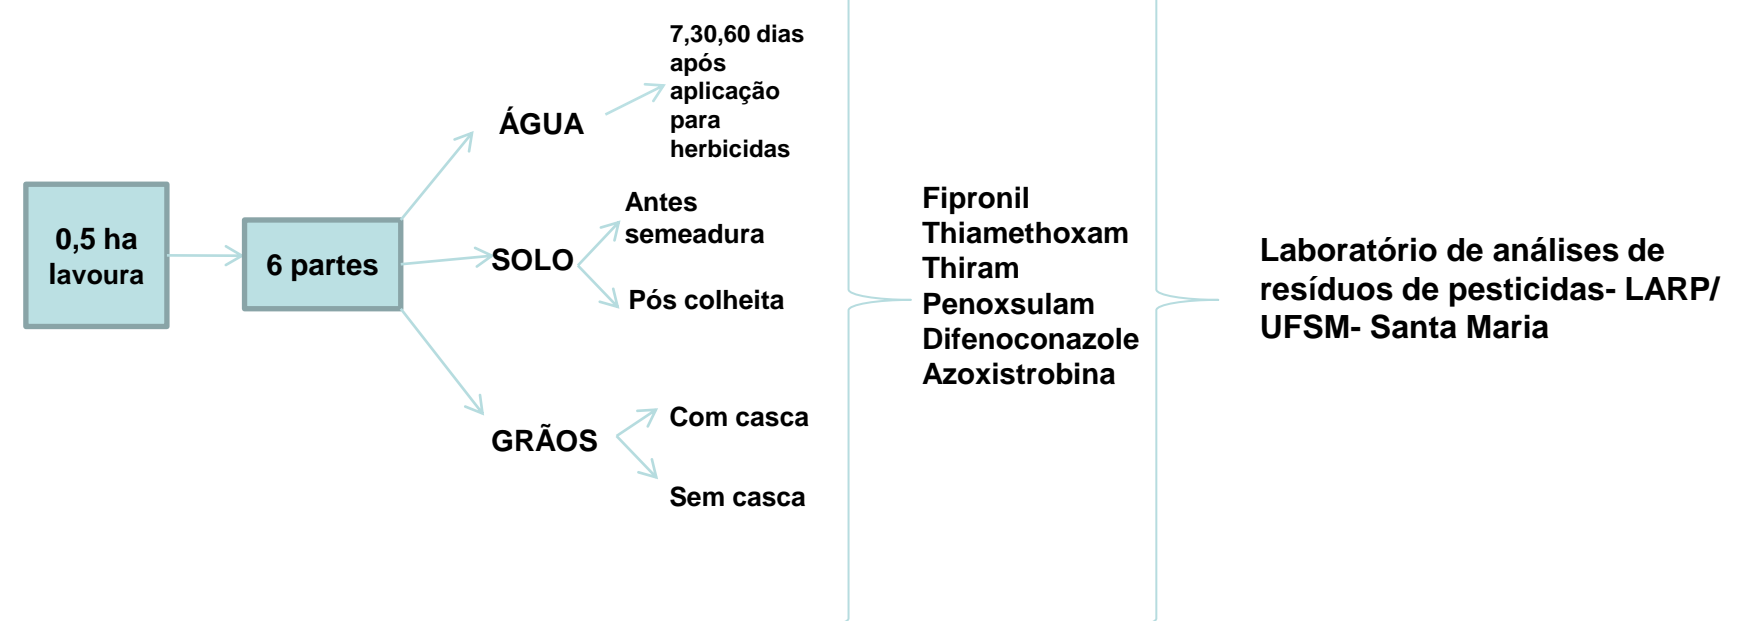 0,5 ha
lavoura
6 partes
ÁGUA
7,30,60 dias
após
aplicação
para
herbicidas
SOLO
Antes
semeadura
Pós colheita
GRÃOS
Com casca
Sem casca
Fipronil
Thiamethoxam
Thiram
Penoxsulam
Difenoconazole
Azoxistrobina
Laboratório de análises de
resíduos de pesticidas- LARP/
UFSM- Santa Maria